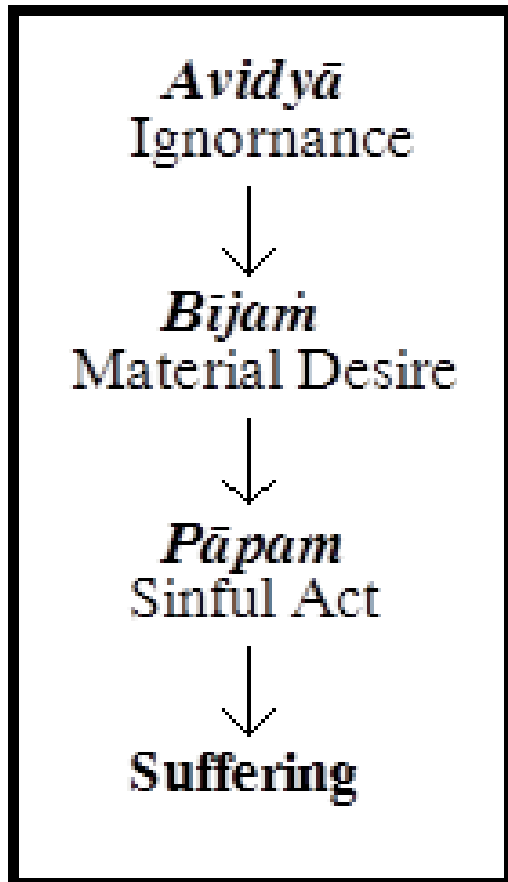 Avidyā
Ignornance
Bījaṁ
Material Desire
Pāpam
Sinful Act
Suffering